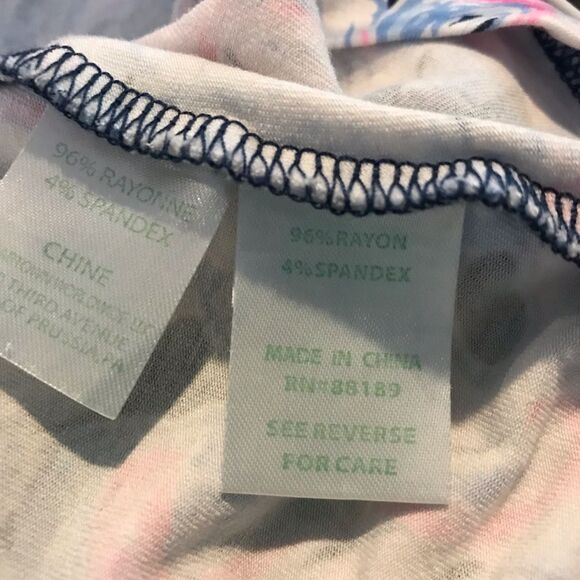 96% RAYONNE
4% SPANDEX
CHINE
THIRD AVENUE
OF PRUSSIA, PA
96%RAYON
4%SPANDEX
MADE IN CHINA
RN#88189
SEE REVERSE
FOR CARE